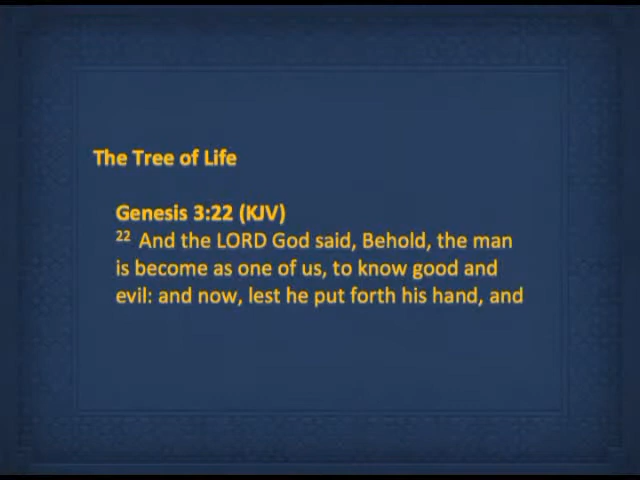 The Tree of Life
Genesis 3:22 (KJV)
22 And the LORD God said, Behold, the man
is become as one of us, to know good and
evil: and now, lest he put forth his hand, and